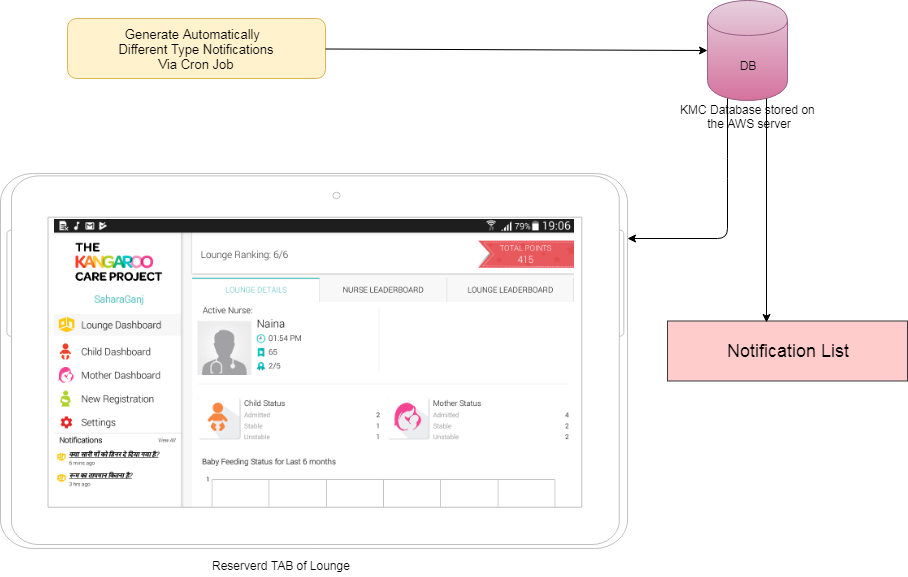 Generate Automatically
Different Type Notifications
Via Cron Job
DB
KMC Database stored on
the AWS server
79%
19:06
THE
KANGAROO
CARE PROJECT
SaharaGanj
Lounge Dashboard
Child Dashboard
Mother Dashboard
New Registration
Settings
Notifications View All
क्या सभी माँ को डिनर दे दिया गया है?
6 mins ago
रूम का तापमान कितना है?
3 hrs ago
Lounge Ranking: 6/6
TOTAL POINTS
415
LOUNGE DETAILS NURSE LEADERBOARD LOUNGE LEADERBOARD
Active Nurse:
Naina
01:54 PM
65
2/5
Child Status
Admitted 2
Stable 1
Unstable 1
Mother Status
Admitted 4
Stable 2
Unstable 2
Baby Feeding Status for Last 6 months
1
Notification List
Reserverd TAB of Lounge